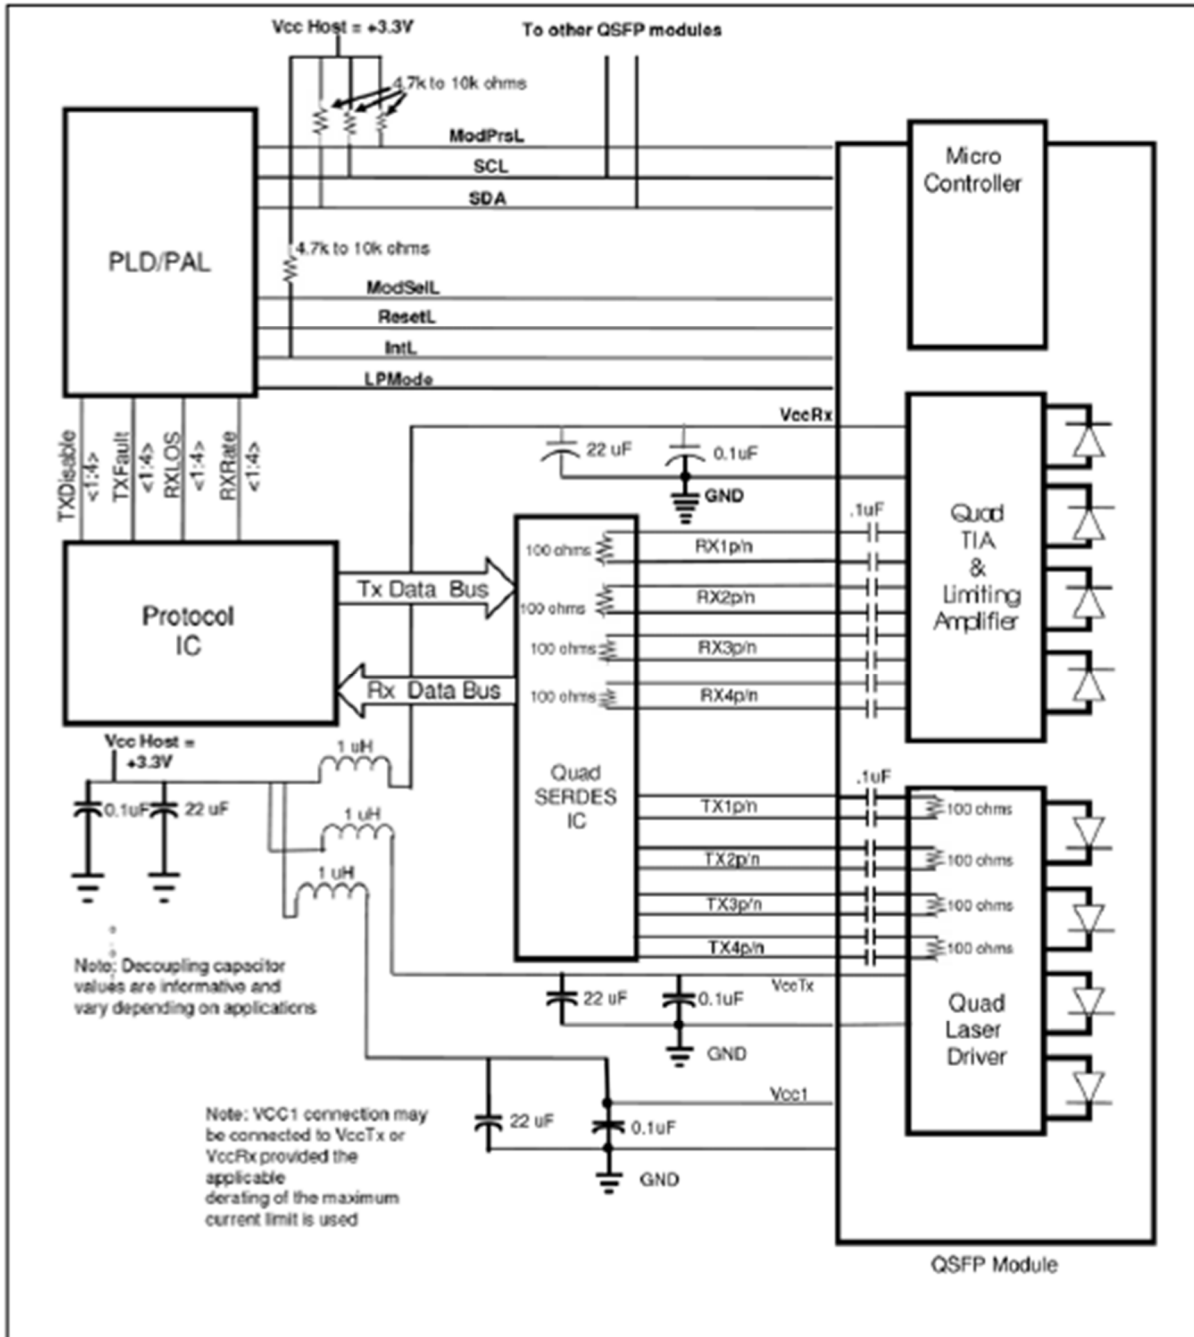 Vcc Host = +3.3V
To other QSFP modules
4.7k to 10k ohms
ModPrsL
SCL
SDA
Micro
Controller
PLD/PAL
4.7k to 10k ohms
ModSelL
ResetL
IntL
LPMode
VccRx
TXDisable
<1:4>
TXFault
<1:4>
RXLOS
<1:4>
RXRate
<1:4>
22 uF
0.1uF
GND
.1uF
Quad
TIA
&
Limiting
Amplifier
100 ohms
RX1p/n
Tx Data Bus
100 ohms
RX2p/n
Protocol
IC
100 ohms
RX3p/n
Rx Data Bus
100 ohms
RX4p/n
Vcc Host =
+3.3V
1 uH
0.1uF
22 uF
1 uH
1 uH
Quad
SERDES
IC
.1uF
TX1p/n
100 ohms
TX2p/n
100 ohms
TX3p/n
100 ohms
TX4p/n
100 ohms
Note: Decoupling capacitor
values are informative and
vary depending on applications
VccTx
22 uF
0.1uF
GND
Quad
Laser
Driver
Vcc1
22 uF
0.1uF
GND
Note: VCC1 connection may
be connected to VccTx or
VccRx provided the
applicable
derating of the maximum
current limit is used
QSFP Module